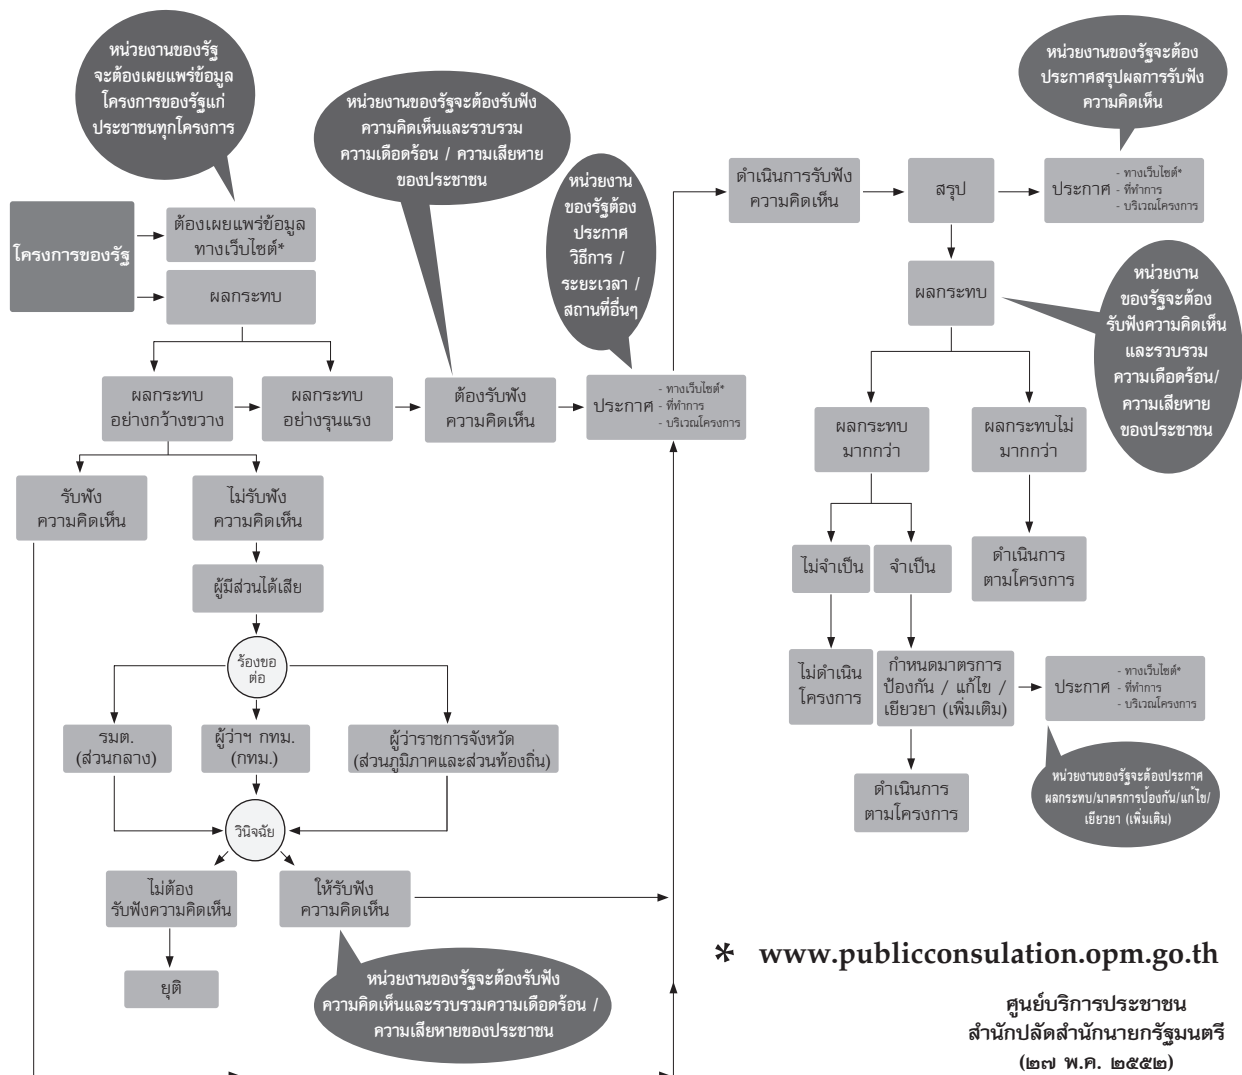 หน่วยงานของรัฐ
จะต้องเผยแพร่ข้อมูล
โครงการของรัฐแก่
ประชาชนทุกโครงการ
หน่วยงานของรัฐจะต้องรับฟัง
ความคิดเห็นและรวบรวม
ความเดือดร้อน / ความเสียหาย
ของประชาชน
หน่วยงาน
ของรัฐต้อง
ประกาศ
วิธีการ /
ระยะเวลา /
สถานที่อื่นๆ
หน่วยงานของรัฐจะต้อง
ประกาศสรุปผลการรับฟัง
ความคิดเห็น
โครงการของรัฐ
ต้องเผยแพร่ข้อมูล
ทางเว็บไซต์*
ผลกระทบ
ผลกระทบ
อย่างกว้างขวาง
ผลกระทบ
อย่างรุนแรง
ต้องรับฟัง
ความคิดเห็น
ประกาศ
- ทางเว็บไซต์*
- ที่ทำการ
- บริเวณโครงการ
ดำเนินการรับฟัง
ความคิดเห็น
สรุป
ประกาศ
- ทางเว็บไซต์*
- ที่ทำการ
- บริเวณโครงการ
ผลกระทบ
หน่วยงาน
ของรัฐจะต้อง
รับฟังความคิดเห็น
และรวบรวม
ความเดือดร้อน/
ความเสียหาย
ของประชาชน
รับฟัง
ความคิดเห็น
ไม่รับฟัง
ความคิดเห็น
ผู้มีส่วนได้เสีย
ร้องขอ
ต่อ
รมต.
(ส่วนกลาง)
ผู้ว่าฯ กทม.
(กทม.)
ผู้ว่าราชการจังหวัด
(ส่วนภูมิภาคและส่วนท้องถิ่น)
วินิจฉัย
ไม่ต้อง
รับฟังความคิดเห็น
ให้รับฟัง
ความคิดเห็น
ยุติ
หน่วยงานของรัฐจะต้องรับฟัง
ความคิดเห็นและรวบรวมความเดือดร้อน /
ความเสียหายของประชาชน
ผลกระทบ
มากกว่า
ผลกระทบไม่
มากกว่า
ไม่จำเป็น
จำเป็น
ดำเนินการ
ตามโครงการ
ไม่ดำเนิน
โครงการ
กำหนดมาตรการ
ป้องกัน / แก้ไข /
เยียวยา (เพิ่มเติม)
ประกาศ
- ทางเว็บไซต์*
- ที่ทำการ
- บริเวณโครงการ
ดำเนินการ
ตามโครงการ
หน่วยงานของรัฐจะต้องประกาศ
ผลกระทบ/มาตรการป้องกัน/แก้ไข/
เยียวยา (เพิ่มเติม)
* www.publicconsulation.opm.go.th
ศูนย์บริการประชาชน
สำนักปลัดสำนักนายกรัฐมนตรี
(๒๗ พ.ค. ๒๕๕๒)